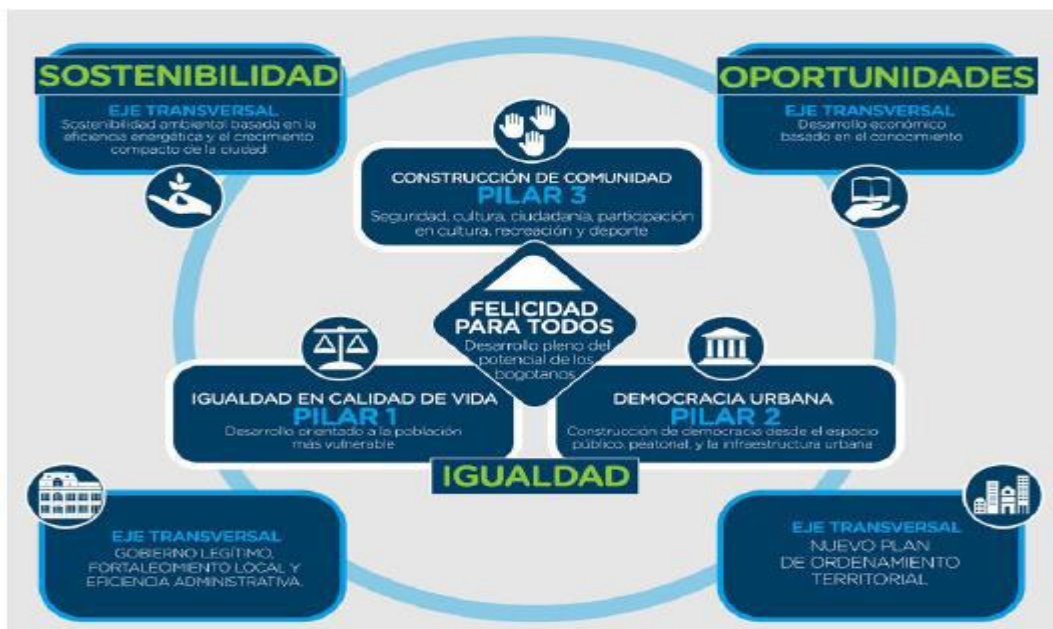 SOSTENIBILIDAD
EJE TRANSVERSAL
Sostenibilidad ambiental basada en la
eficiencia energética y el crecimiento
compacto de la ciudad
OPORTUNIDADES
EJE TRANSVERSAL
Desarrollo económico
basado en el conocimiento
CONSTRUCCIÓN DE COMUNIDAD
PILAR 3
Seguridad, cultura, ciudadanía, participación
en cultura, recreación y deporte
FELICIDAD
PARA TODOS
Desarrollo pleno del
potencial de los
bogotanos
IGUALDAD EN CALIDAD DE VIDA
PILAR 1
Desarrollo orientado a la población
más vulnerable
DEMOCRACIA URBANA
PILAR 2
Construcción de democracia desde el espacio
público, peatonal, y la infraestructura urbana
IGUALDAD
EJE TRANSVERSAL
GOBIERNO LEGÍTIMO,
FORTALECIMIENTO LOCAL Y
EFICIENCIA ADMINISTRATIVA.
EJE TRANSVERSAL
NUEVO PLAN
DE ORDENAMIENTO
TERRITORIAL